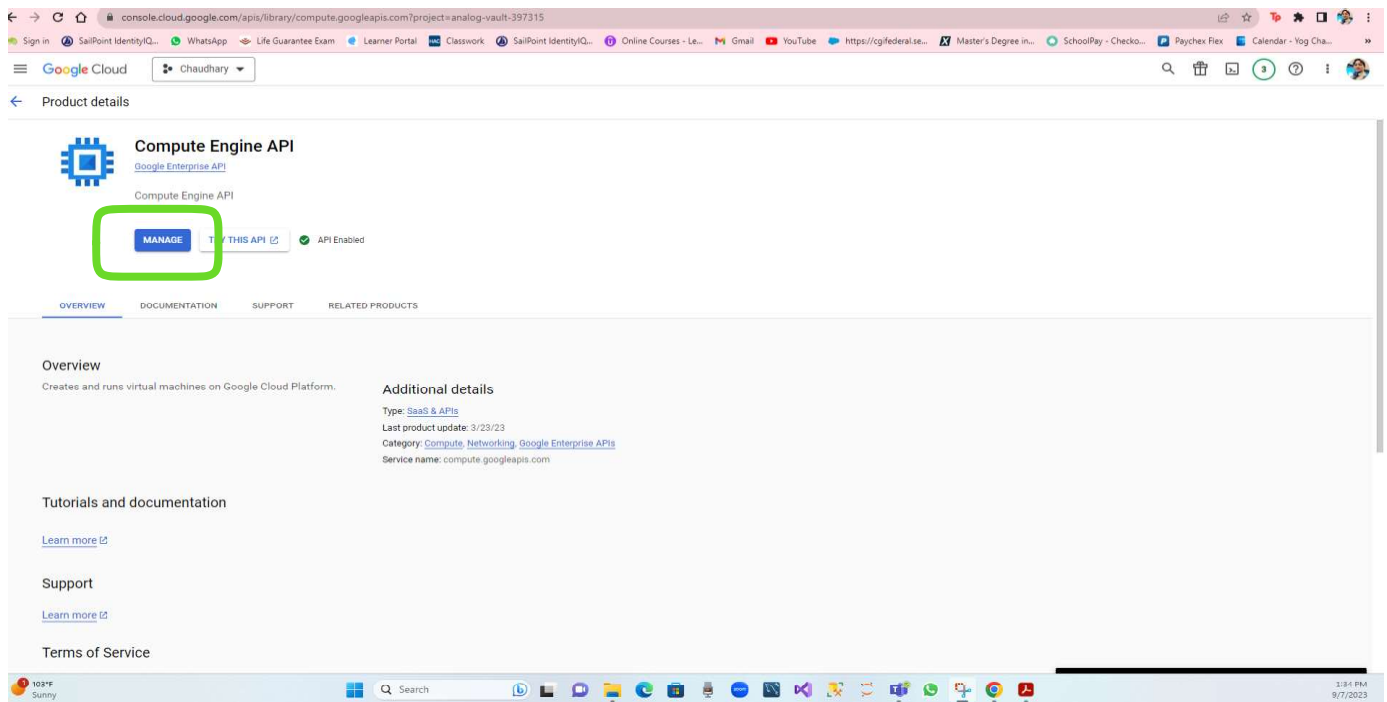 console.cloud.google.com/apis/library/compute.googleapis.com?project=analog-vault-397315
Sign in SailPoint IdentityIQ... WhatsApp Life Guarantee Exam Learner Portal HAC Classwork SailPoint IdentityIQ... Online Courses - Le... Gmail YouTube https://cgifederal.se... Master's Degree in... SchoolPay - Checko... Paychex Flex Calendar - Yog Cha... »
Google Cloud Chaudhary 3
Product details
Compute Engine API
Google Enterprise API
Compute Engine API
MANAGE THIS API API Enabled
OVERVIEW DOCUMENTATION SUPPORT RELATED PRODUCTS
Overview
Creates and runs virtual machines on Google Cloud Platform.
Additional details
Type: SaaS & APIs
Last product update: 3/23/23
Category: Compute, Networking, Google Enterprise APIs
Service name: compute.googleapis.com
Tutorials and documentation
Learn more
Support
Learn more
Terms of Service
1 103°F
Sunny
Search
1:34 PM
9/7/2023